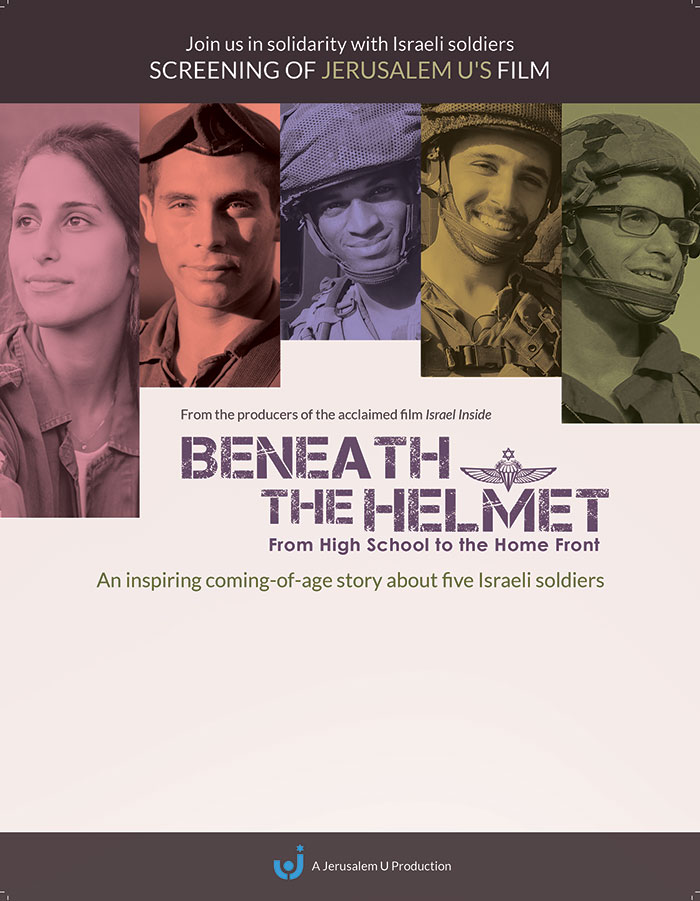 Join us in solidarity with Israeli soldiers
SCREENING OF JERUSALEM U'S FILM
From the producers of the acclaimed film Israel Inside
BENEATH
THE HELMET
From High School to the Home Front
An inspiring coming-of-age story about five Israeli soldiers
A Jerusalem U Production